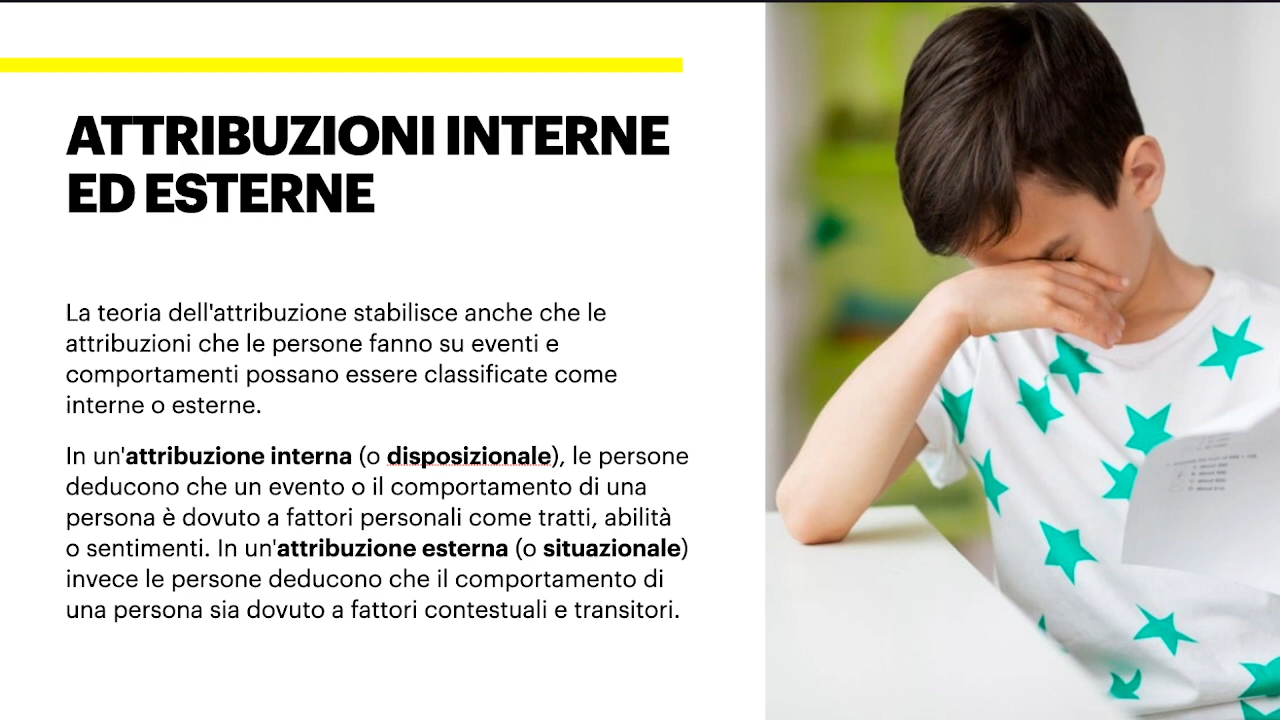 ATTRIBUZIONI INTERNE
ED ESTERNE
La teoria dell'attribuzione stabilisce anche che le
attribuzioni che le persone fanno su eventi e
comportamenti possano essere classificate come
interne o esterne.
In un'attribuzione interna (o disposizionale), le persone
deducono che un evento o il comportamento di una
persona è dovuto a fattori personali come tratti, abilità
o sentimenti. In un'attribuzione esterna (o situazionale)
invece le persone deducono che il comportamento di
una persona sia dovuto a fattori contestuali e transitori.